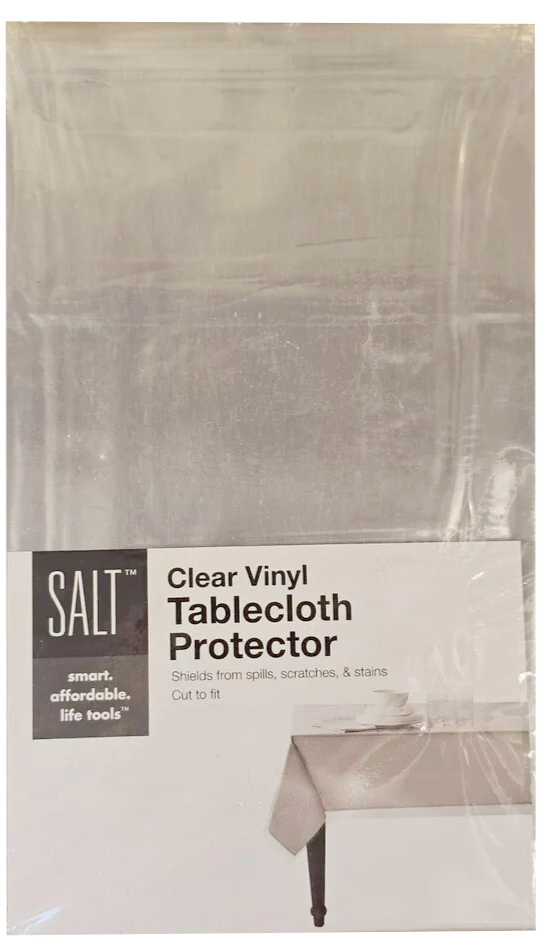 SALT™
smart.
affordable.
life tools™
Clear Vinyl
Tablecloth
Protector
Shields from spills, scratches, & stains
Cut to fit